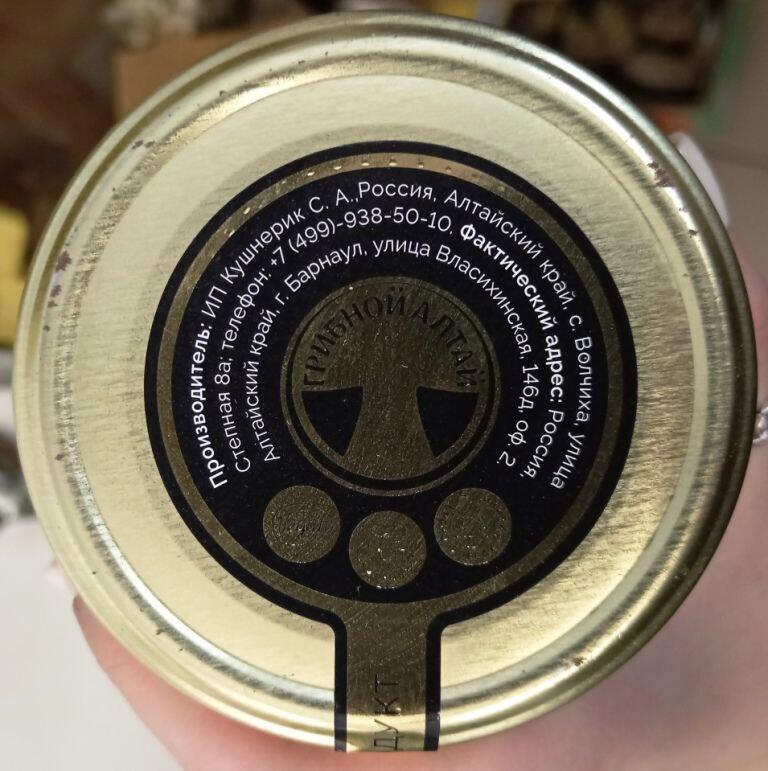 Производитель: ИП Кушнерик С. А.,Россия, Алтайский край, с. Волчиха, улица
Степная 8а; телефон: +7 (499)-938-50-10. Фактический адрес: Россия,
Алтайский край, г. Барнаул, улица Власихинская, 146д, оф 2.
ГРИБНОЙ АЛТАЙ
ДУКТ